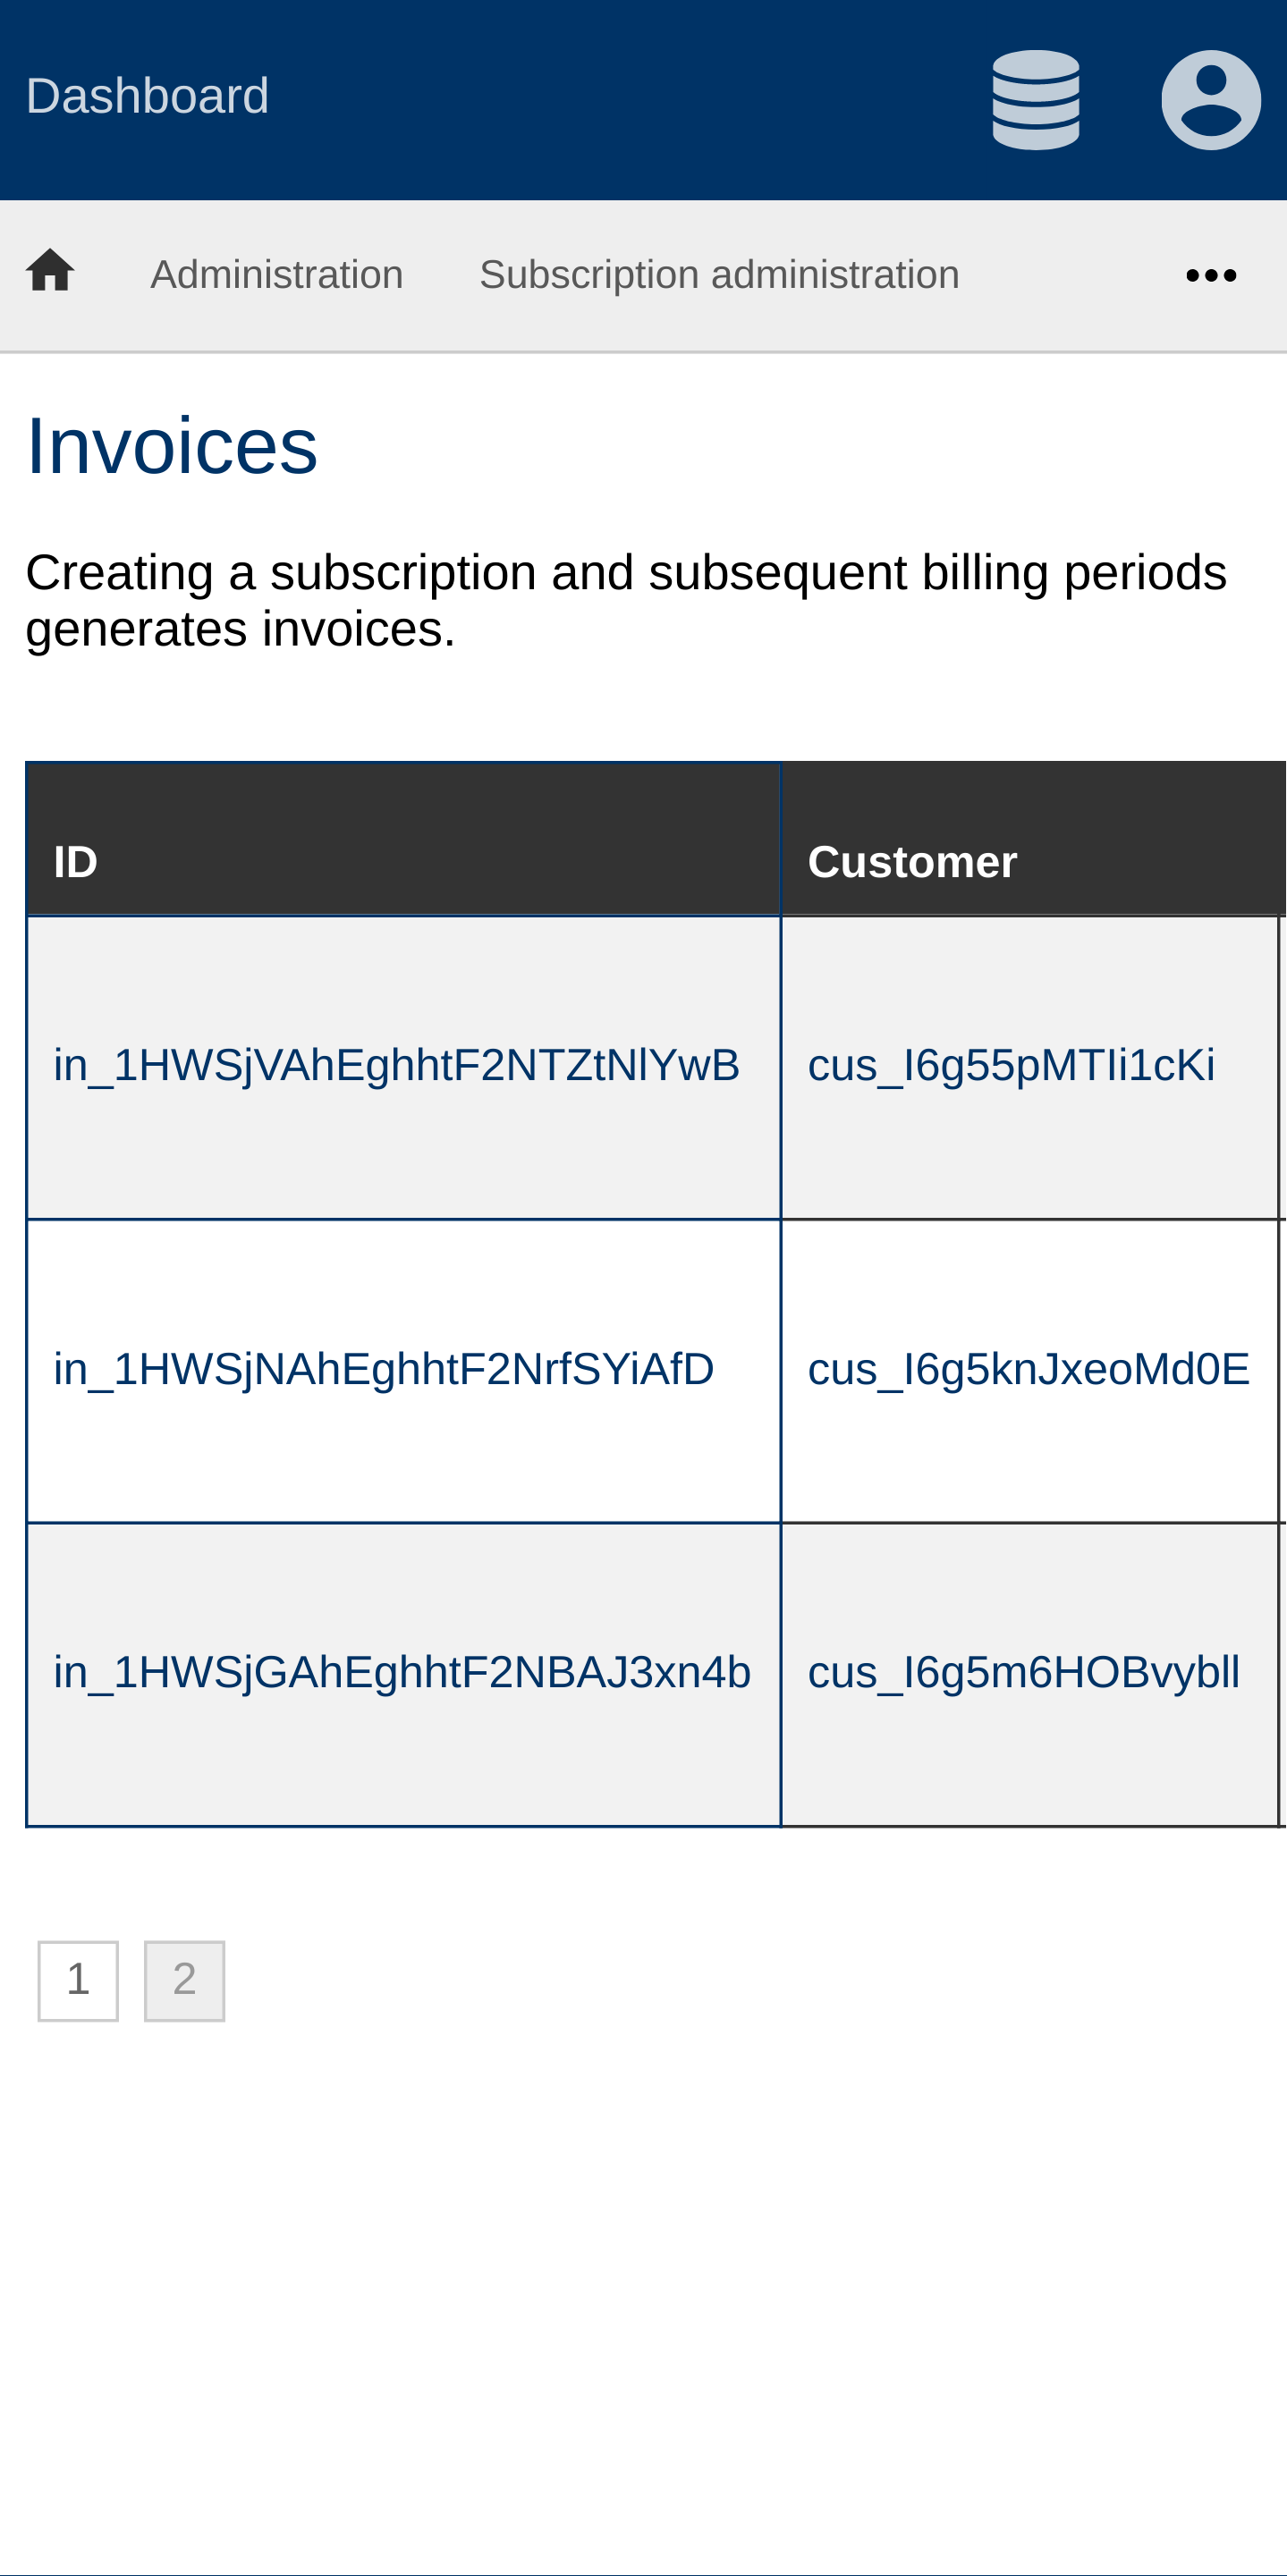 Dashboard
Administration Subscription administration
Invoices
Creating a subscription and subsequent billing periods
generates invoices.
ID Customer
in_1HWSjVAhEghhtF2NTZtNlYwB cus_I6g55pMTIi1cKi
in_1HWSjNAhEghhtF2NrfSYiAfD cus_I6g5knJxeoMd0E
in_1HWSjGAhEghhtF2NBAJ3xn4b cus_I6g5m6HOBvybll
1 2